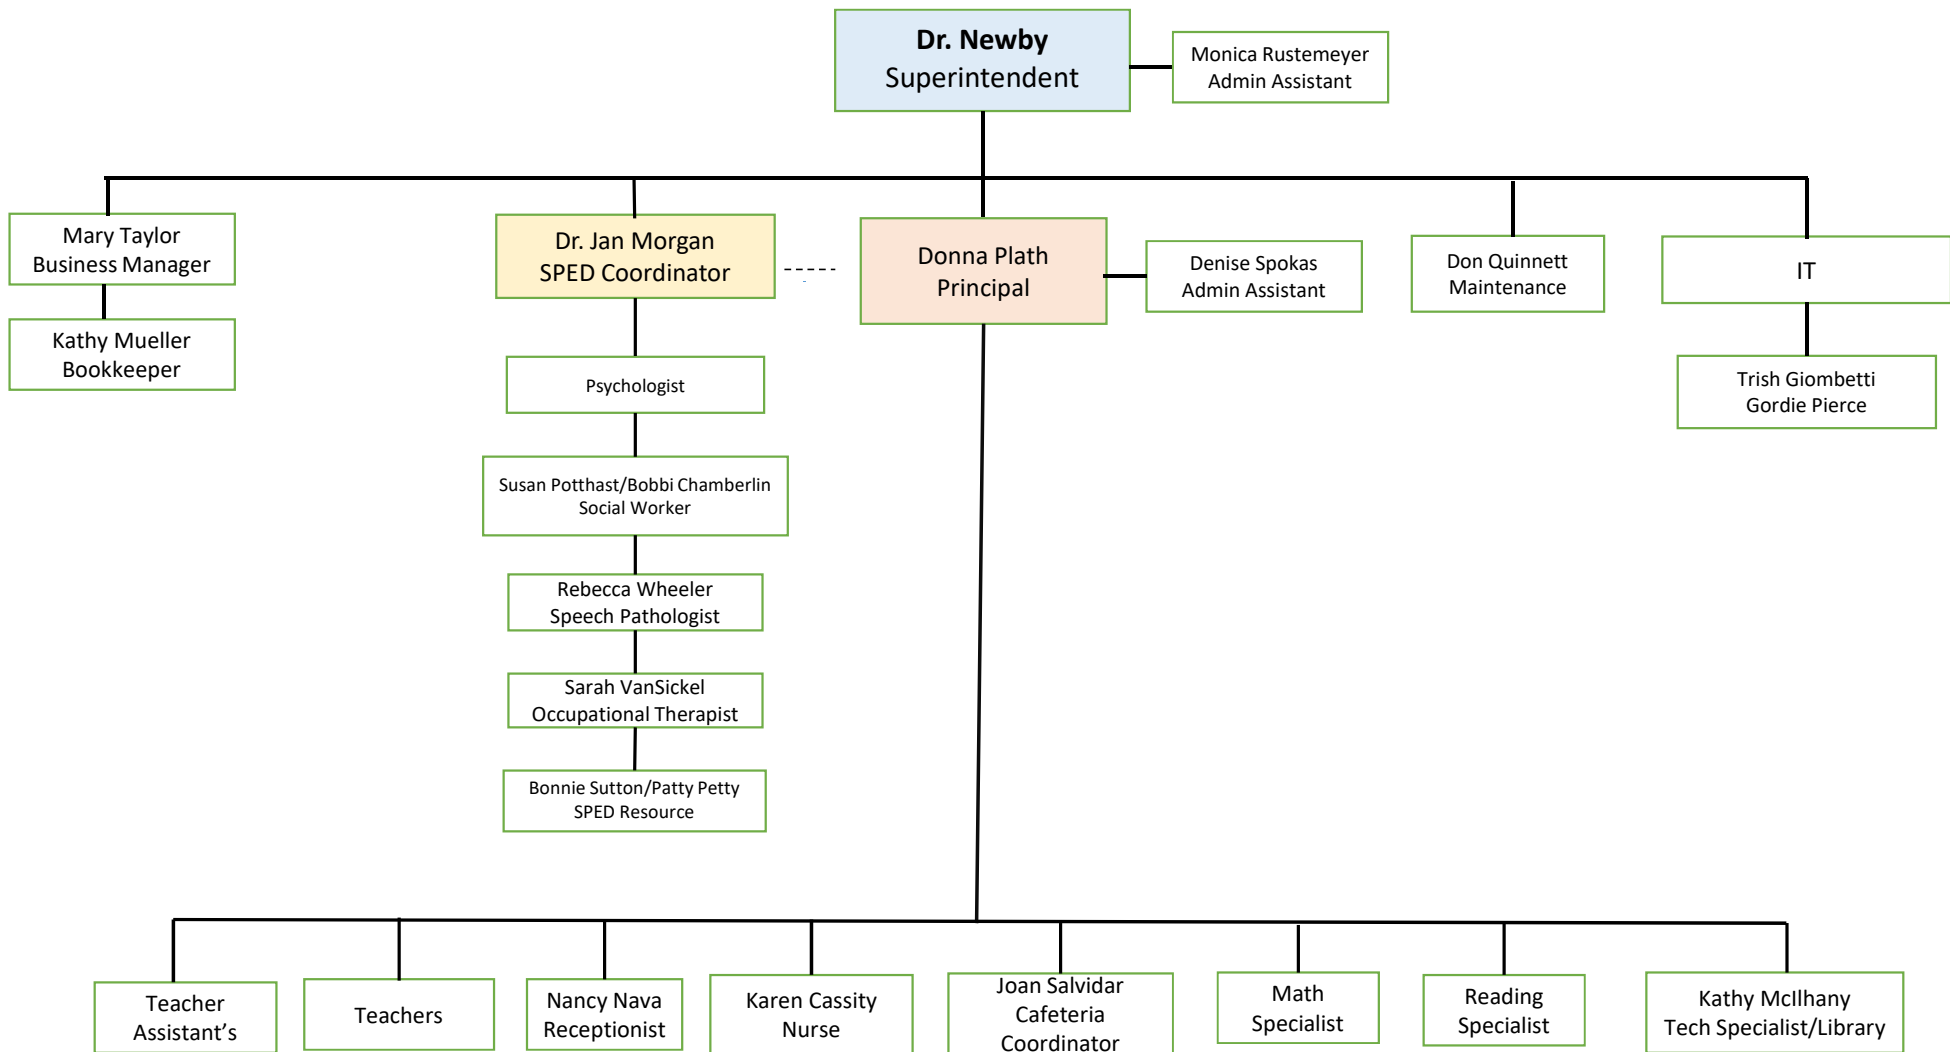 Dr. Newby
Superintendent
Monica Rustemeyer
Admin Assistant
Mary Taylor
Business Manager
Kathy Mueller
Bookkeeper
Dr. Jan Morgan
SPED Coordinator
Psychologist
Susan Potthast/Bobbi Chamberlin
Social Worker
Rebecca Wheeler
Speech Pathologist
Sarah VanSickel
Occupational Therapist
Bonnie Sutton/Patty Petty
SPED Resource
Donna Plath
Principal
Denise Spokas
Admin Assistant
Don Quinnett
Maintenance
IT
Trish Giombetti
Gordie Pierce
Teacher
Assistant’s
Teachers
Nancy Nava
Receptionist
Karen Cassity
Nurse
Joan Salvidar
Cafeteria
Coordinator
Math
Specialist
Reading
Specialist
Kathy McIlhany
Tech Specialist/Library